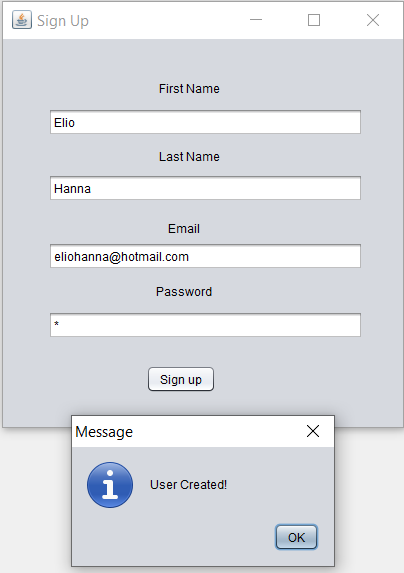 Sign Up
First Name
Elio
Last Name
Hanna
Email
eliohanna@hotmail.com
Password
*
Sign up
Message
User Created!
OK